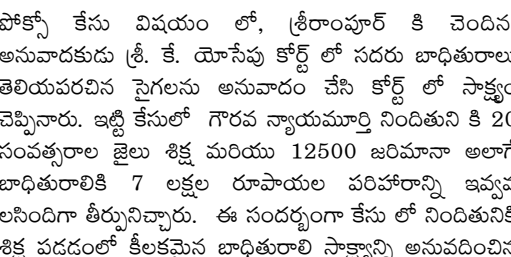 పోక్సో కేసు విషయం లో, శ్రీరాంపూర్ కి చెందిన
అనువాదకుడు శ్రీ. కే. యోసేపు కోర్ట్ లో సదరు బాధితురాలు
తెలియపరచిన సైగలను అనువాదం చేసి కోర్ట్ లో సాక్ష్యం
చెప్పినారు. ఇట్టి కేసులో గౌరవ న్యాయమూర్తి నిందితుని కి 20
సంవత్సరాల జైలు శిక్ష మరియు 12500 జరిమానా అలాగే
బాధితురాలికి 7 లక్షల రూపాయల పరిహారాన్ని ఇవ్వవ
లసిందిగా తీర్పునిచ్చారు. ఈ సందర్భంగా కేసు లో నిందితునికి
శిక్ష పడడంలో కీలకమైన బాధితురాలి సాక్ష్యాన్ని అనువదించిన